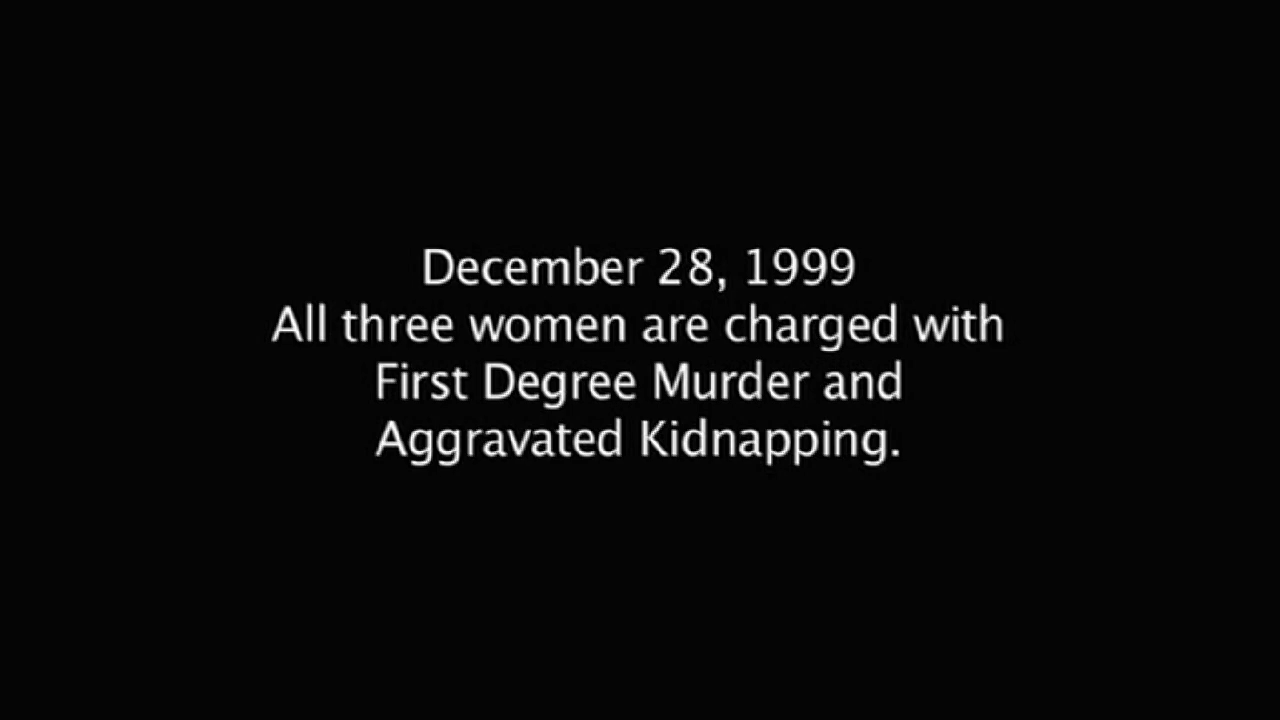 December 28, 1999
All three women are charged with
First Degree Murder and
Aggravated Kidnapping.